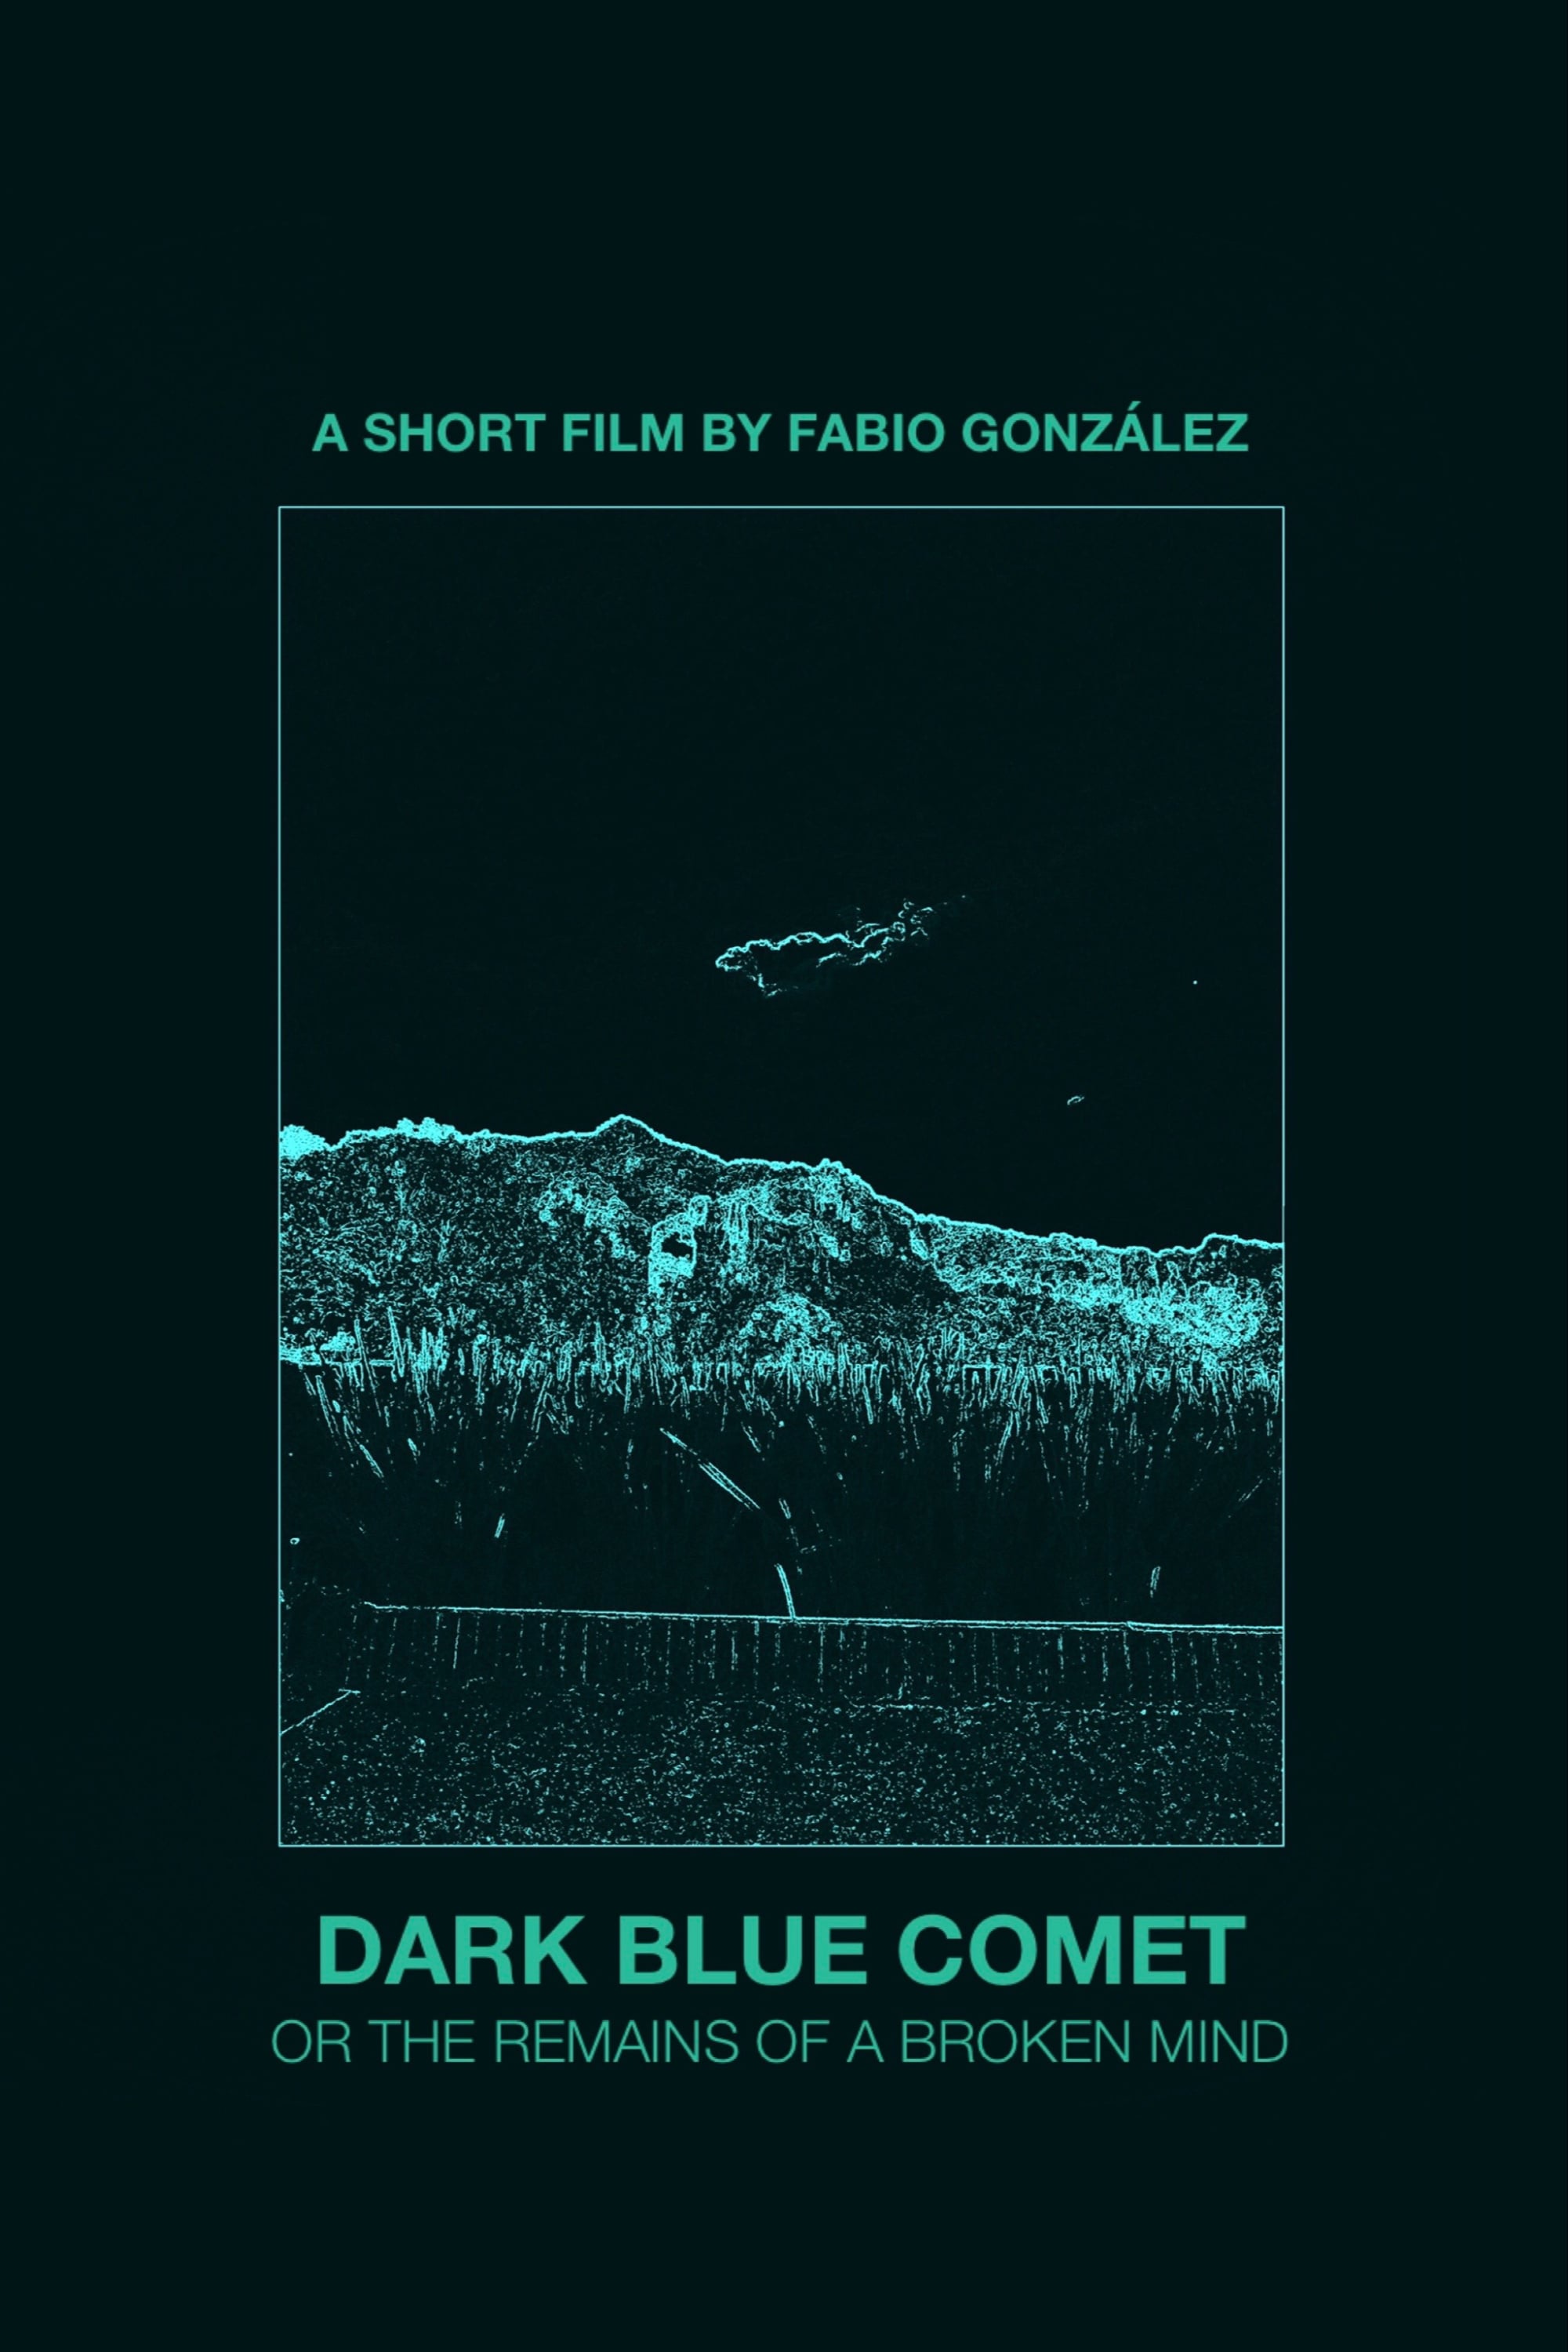 A SHORT FILM BY FABIO GONZÁLEZ
DARK BLUE COMET
OR THE REMAINS OF A BROKEN MIND